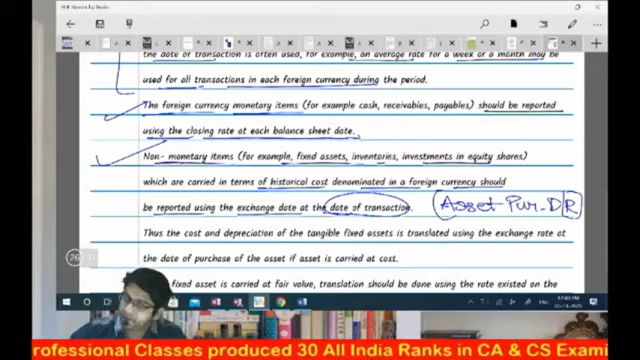 the date of transaction is often used, for example, an average rate for a week or a month may be
used for all transactions in each foreign currency during the period.
The foreign currency monetary items (for example cash, receivables, payables) should be reported
using the closing rate at each balance sheet date.
Non-monetary items (for example, fixed assets, inventories, investments in equity shares)
which are carried in terms of historical cost denominated in a foreign currency should
be reported using the exchange date at the date of transaction. Asset Pur. D R
Thus the cost and depreciation of the tangible fixed assets is translated using the exchange rate at
the date of purchase of the asset if asset is carried at cost.
fixed asset is carried at fair value, translation should be done using the rate existed on the
rofessional Classes produced 30 All India Ranks in CA & CS Exami